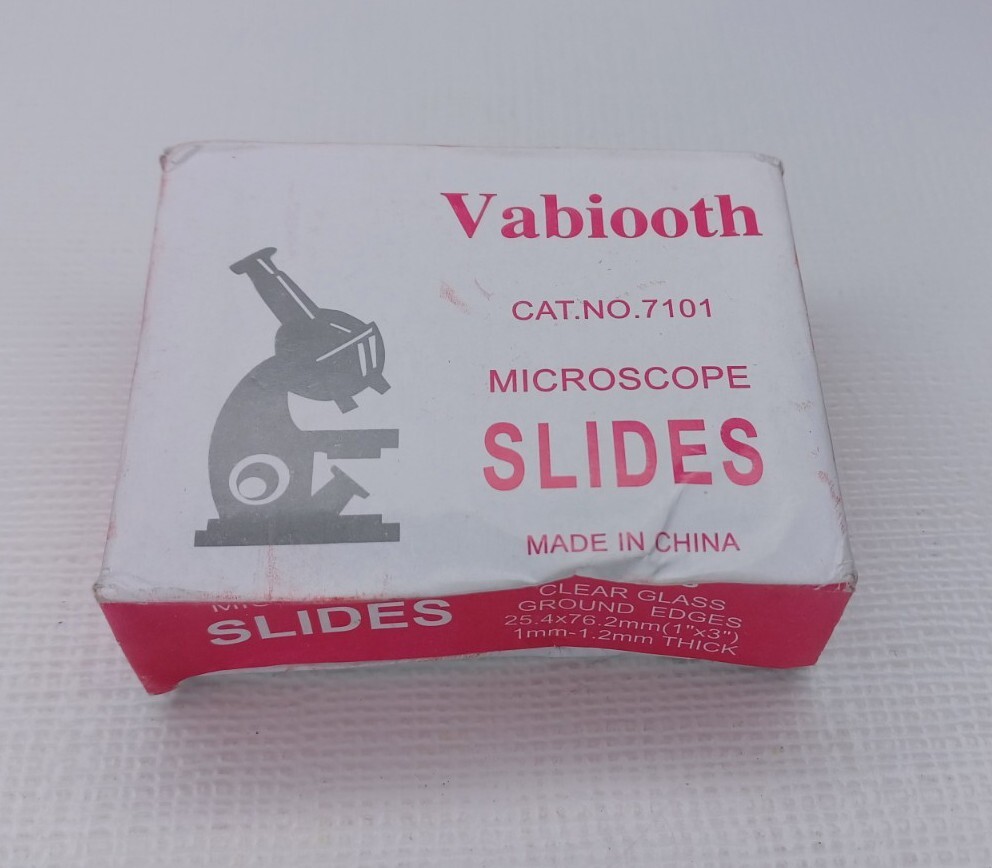 Vabiooth
CAT.NO.7101
MICROSCOPE
SLIDES
MADE IN CHINA
SLIDES
CLEAR GLASS
GROUND EDGES
25.4x76.2mm(1"x3")
1mm-1.2mm THICK